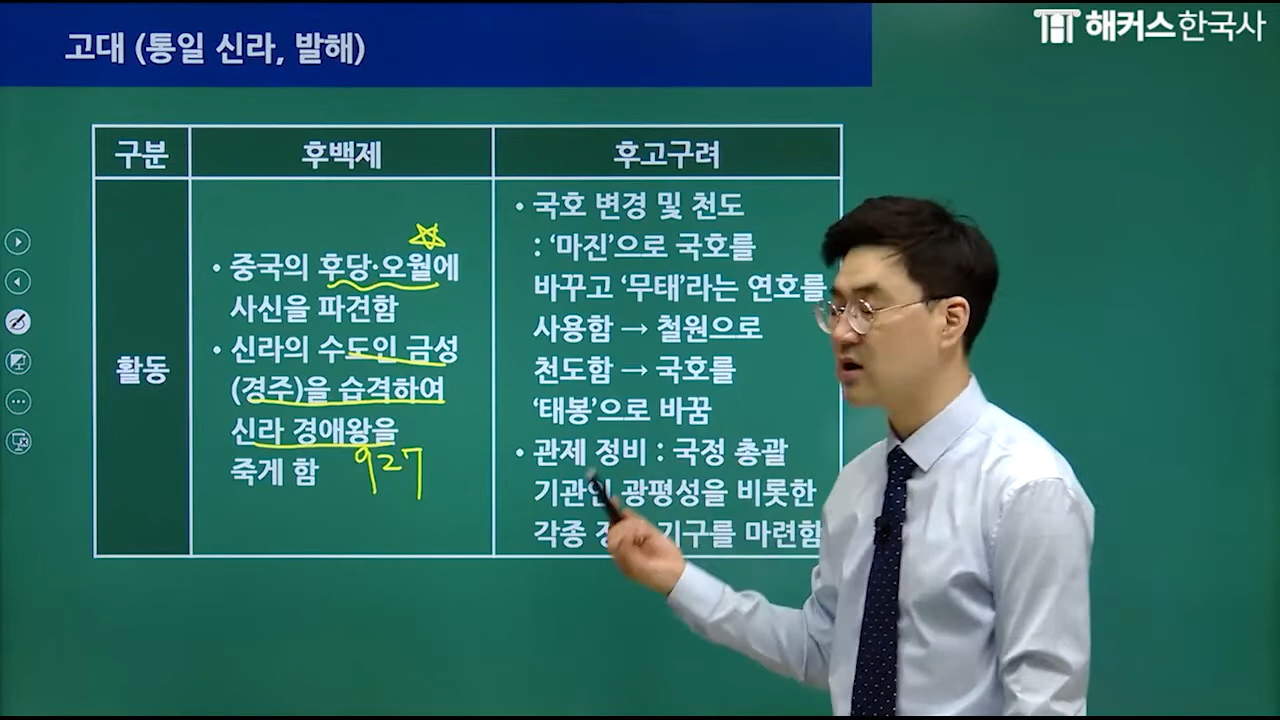 고대 (통일 신라, 발해)
해커스한국사
구분
후백제
후고구려
활동
• 중국의 후당·오월에
사신을 파견함
• 신라의 수도인 금성
(경주)을 습격하여
신라 경애왕을
죽게 함
927
• 국호 변경 및 천도
: ‘마진’으로 국호를
바꾸고 ‘무태’라는 연호를
사용함 → 철원으로
천도함 → 국호를
‘태봉’으로 바꿈
• 관제 정비 : 국정 총괄
기관인 광평성을 비롯한
각종 기구를 마련함